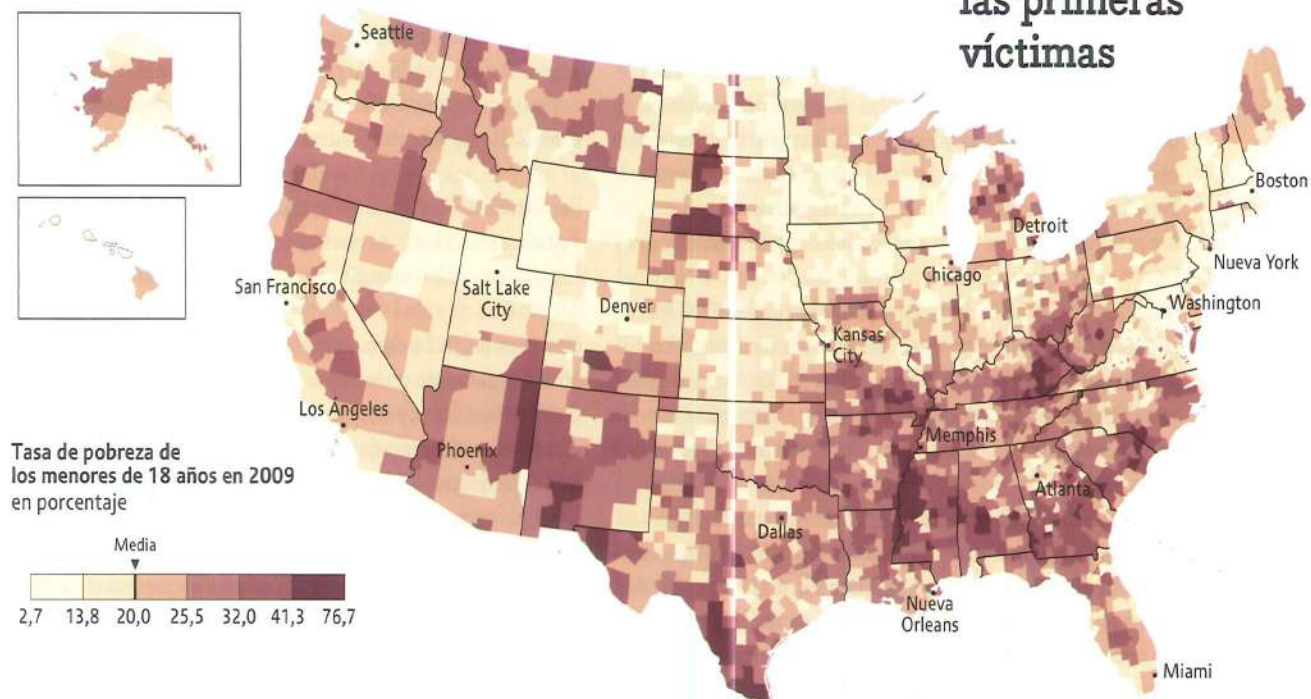 las primeras
víctimas
Seattle
Boston
Detroit
Nueva York
Chicago
San Francisco
Salt Lake
City
Denver
Washington
Kansas
City
Los Ángeles
Memphis
Phoenix
Atlanta
Dallas
Nueva
Orleans
Miami
Tasa de pobreza de
los menores de 18 años en 2009
en porcentaje
Media
2,7 13,8 20,0 25,5 32,0 41,3 76,7